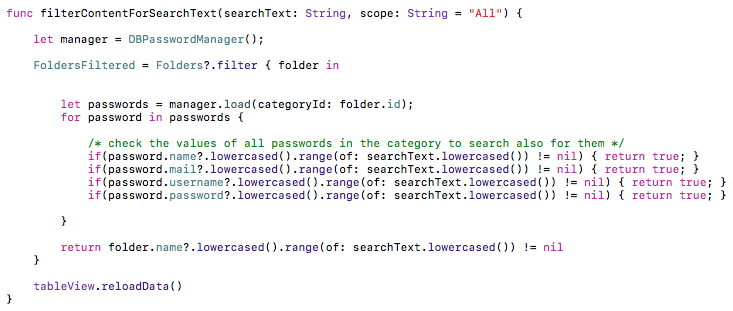 func filterContentForSearchText(searchText: String, scope: String = "All") {
let manager = DBPasswordManager();
FoldersFiltered = Folders?.filter { folder in
let passwords = manager.load(categoryId: folder.id);
for password in passwords {
/* check the values of all passwords in the category to search also for them */
if(password.name?.lowercased().range(of: searchText.lowercased()) != nil) { return true; }
if(password.mail?.lowercased().range(of: searchText.lowercased()) != nil) { return true; }
if(password.username?.lowercased().range(of: searchText.lowercased()) != nil) { return true; }
if(password.password?.lowercased().range(of: searchText.lowercased()) != nil) { return true; }
}
return folder.name?.lowercased().range(of: searchText.lowercased()) != nil
}
tableView.reloadData()
}